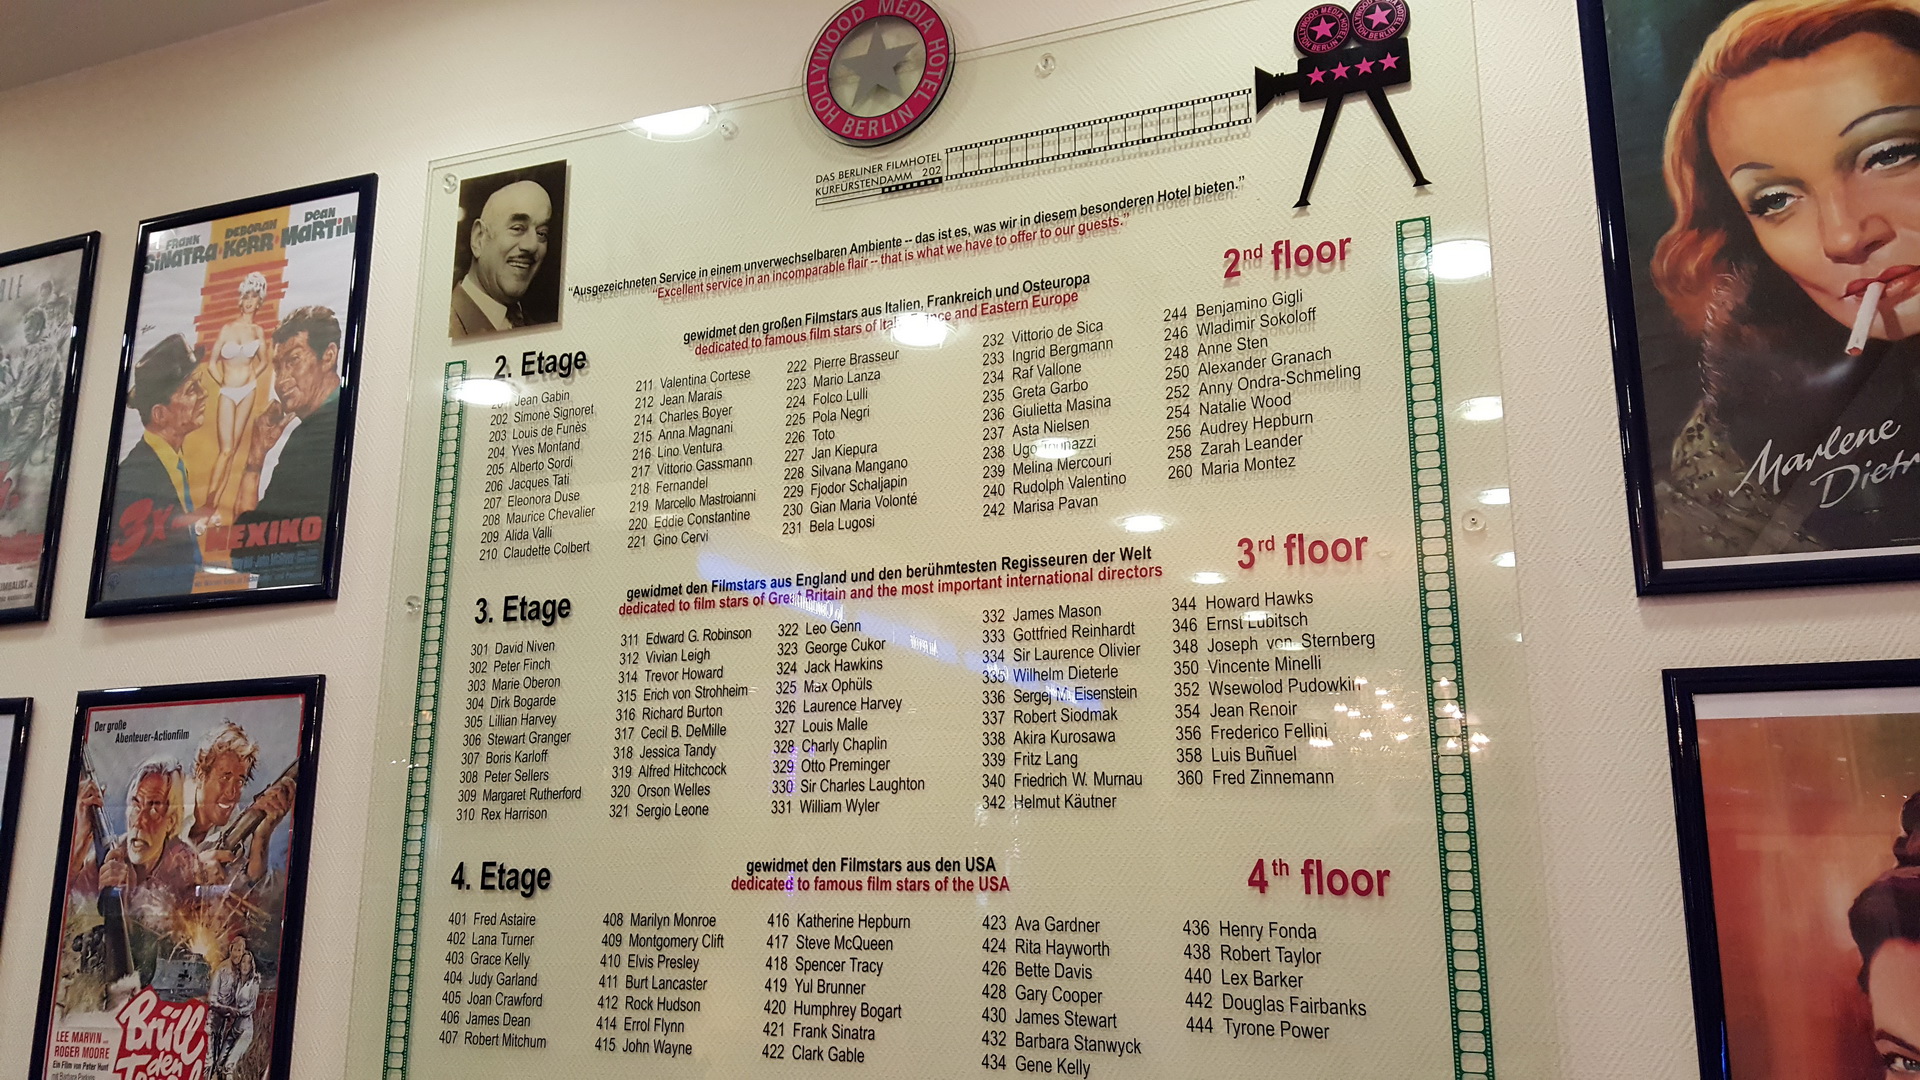 HOLLYWOOD MEDIA HOTEL BERLIN
HOLLYWOOD MEDIA HOTEL BERLIN
HOLLYWOOD MEDIA HOTEL BERLIN
DAS BERLINER FILMHOTEL
KURFÜRSTENDAMM 202
"Ausgezeichneten Service in einem unverwechselbaren Ambiente -- das ist es, was wir in diesem besonderen Hotel bieten."
"Excellent service in an incomparable flair -- that is what we have to offer to our guests."
2. Etage
gewidmet den großen Filmstars aus Italien, Frankreich und Osteuropa
dedicated to famous film stars of Italy, France and Eastern Europe
2nd floor
201 Jean Gabin
202 Simone Signoret
203 Louis de Funès
204 Yves Montand
205 Alberto Sordi
206 Jacques Tati
207 Eleonora Duse
208 Maurice Chevalier
209 Alida Valli
210 Claudette Colbert
211 Valentina Cortese
212 Jean Marais
214 Charles Boyer
215 Anna Magnani
216 Lino Ventura
217 Vittorio Gassmann
218 Fernandel
219 Marcello Mastroianni
220 Eddie Constantine
221 Gino Cervi
222 Pierre Brasseur
223 Mario Lanza
224 Folco Lulli
225 Pola Negri
226 Toto
227 Jan Kiepura
228 Silvana Mangano
229 Fjodor Schaljapin
230 Gian Maria Volonté
231 Bela Lugosi
232 Vittorio de Sica
233 Ingrid Bergmann
234 Raf Vallone
235 Greta Garbo
236 Giulietta Masina
237 Asta Nielsen
238 Ugo Tognazzi
239 Melina Mercouri
240 Rudolph Valentino
242 Marisa Pavan
244 Benjamino Gigli
246 Wladimir Sokoloff
248 Anne Sten
250 Alexander Granach
252 Anny Ondra-Schmeling
254 Natalie Wood
256 Audrey Hepburn
258 Zarah Leander
260 Maria Montez
3. Etage
gewidmet den Filmstars aus England und den berühmtesten Regisseuren der Welt
dedicated to film stars of Great Britain and the most important international directors
3rd floor
301 David Niven
302 Peter Finch
303 Marie Oberon
304 Dirk Bogarde
305 Lillian Harvey
306 Stewart Granger
307 Boris Karloff
308 Peter Sellers
309 Margaret Rutherford
310 Rex Harrison
311 Edward G. Robinson
312 Vivian Leigh
314 Trevor Howard
315 Erich von Strohheim
316 Richard Burton
317 Cecil B. DeMille
318 Jessica Tandy
319 Alfred Hitchcock
320 Orson Welles
321 Sergio Leone
322 Leo Genn
323 George Cukor
324 Jack Hawkins
325 Max Ophüls
326 Laurence Harvey
327 Louis Malle
328 Charly Chaplin
329 Otto Preminger
330 Sir Charles Laughton
331 William Wyler
332 James Mason
333 Gottfried Reinhardt
334 Sir Laurence Olivier
335 Wilhelm Dieterle
336 Sergej M. Eisenstein
337 Robert Siodmak
338 Akira Kurosawa
339 Fritz Lang
340 Friedrich W. Murnau
342 Helmut Käutner
344 Howard Hawks
346 Ernst Lubitsch
348 Joseph von Sternberg
350 Vincente Minelli
352 Wsewolod Pudowkin
354 Jean Renoir
356 Frederico Fellini
358 Luis Buñuel
360 Fred Zinnemann
4. Etage
gewidmet den Filmstars aus den USA
dedicated to famous film stars of the USA
4th floor
401 Fred Astaire
402 Lana Turner
403 Grace Kelly
404 Judy Garland
405 Joan Crawford
406 James Dean
407 Robert Mitchum
408 Marilyn Monroe
409 Montgomery Clift
410 Elvis Presley
411 Burt Lancaster
412 Rock Hudson
414 Errol Flynn
415 John Wayne
416 Katherine Hepburn
417 Steve McQueen
418 Spencer Tracy
419 Yul Brunner
420 Humphrey Bogart
421 Frank Sinatra
422 Clark Gable
423 Ava Gardner
424 Rita Hayworth
426 Bette Davis
428 Gary Cooper
430 James Stewart
432 Barbara Stanwyck
434 Gene Kelly
436 Henry Fonda
438 Robert Taylor
440 Lex Barker
442 Douglas Fairbanks
444 Tyrone Power
FRANK SINATRA DEBORAH KERR DEAN MARTIN
3x MEXIKO
Der große
Abenteuer-Actionfilm
LEE MARVIN
ROGER MOORE
Ein Film von Peter Hunt
Brüll
den
Marlene
Dietr